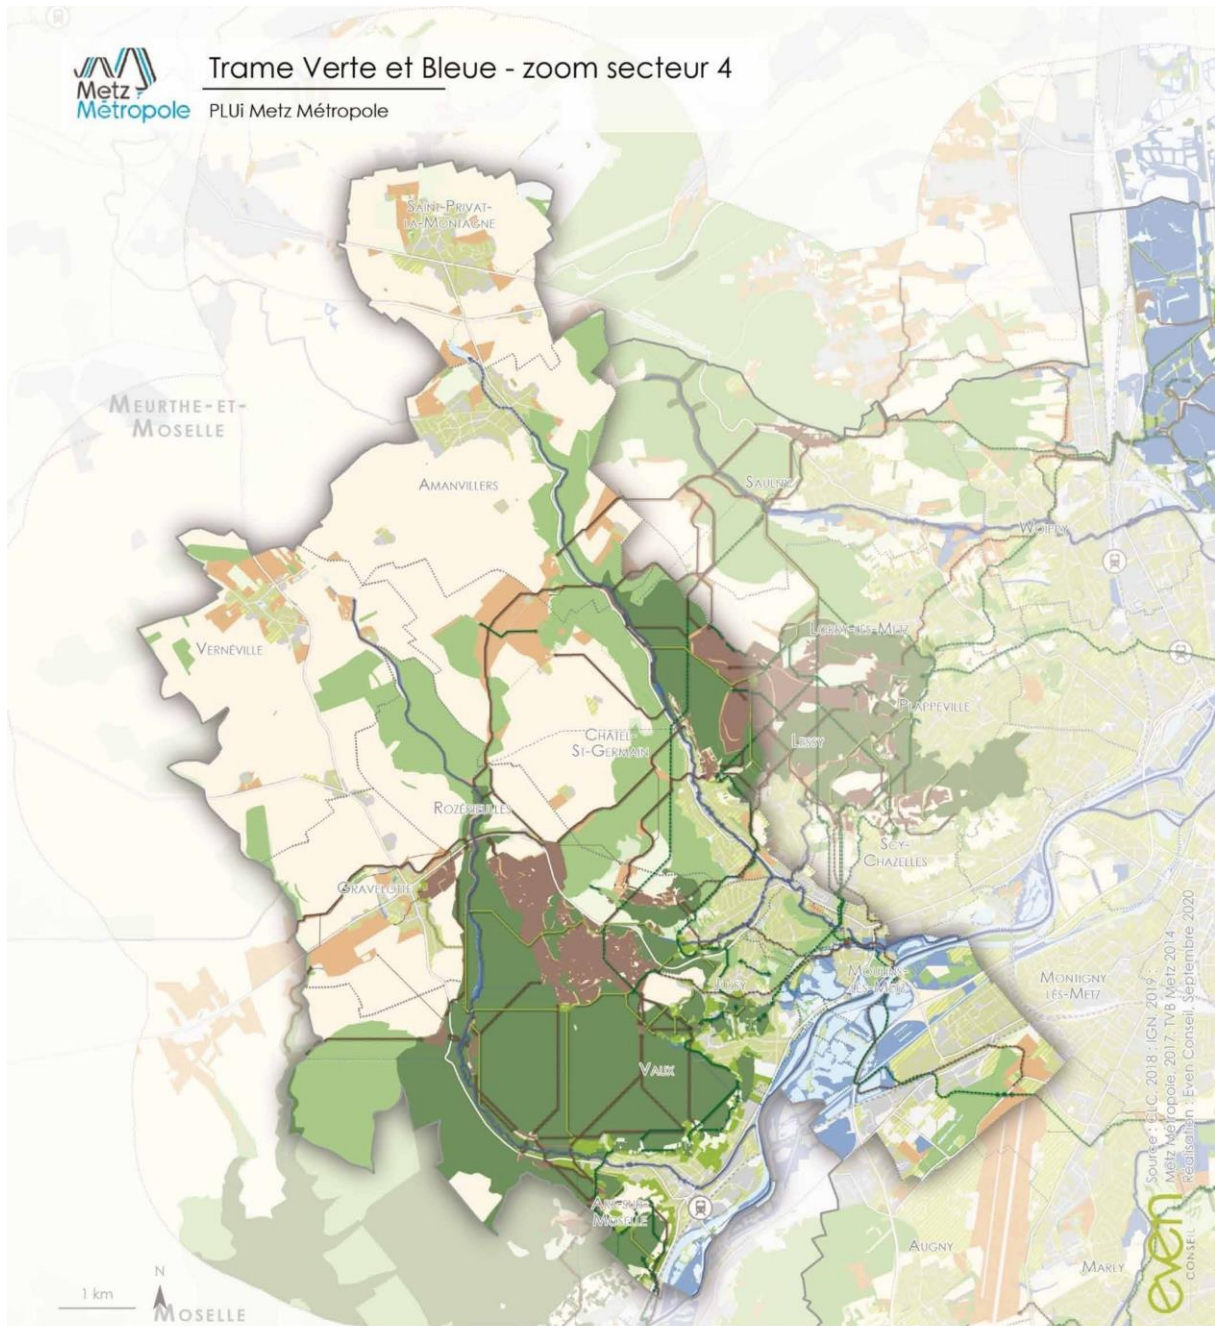 Metz
Métropole
Trame Verte et Bleue - zoom secteur 4
PLUi Metz Métropole
SAINT-PRIVAT-
LA-MONTAGNE
MEURTHE-ET-
MOSELLE
AMANVILLERS
SAULNY
WOIPPY
VERNÉVILLE
LORRY-LÈS-METZ
PLAPPEVILLE
CHÂTEL-
ST-GERMAIN
LESSY
ROZÉRIEULLES
SCY-
CHAZELLES
GRAVELOTTE
JUSSY
MOULINS-
LÈS-METZ
MONTIGNY
LÈS-METZ
VAUX
ARS-SUR-
MOSELLE
AUGNY
MARLY
N
1 km
MOSELLE
Source : CLC 2018 ; IGN 2019 ;
Metz Métropole, 2017, TVB Metz 2014
Réalisation : Even Conseil, Septembre 2020
even
CONSEIL